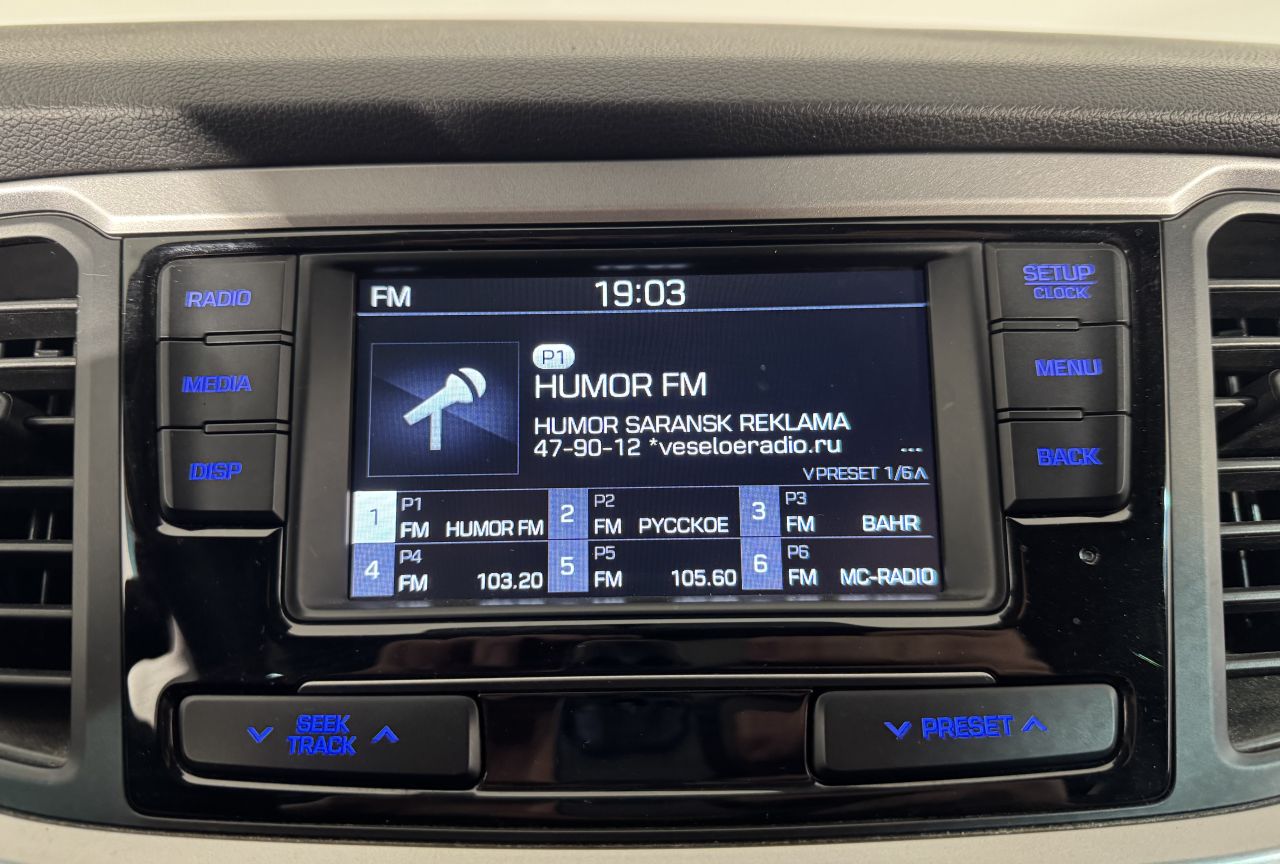 RADIO
MEDIA
DISP
FM 19:03
P1
HUMOR FM
HUMOR SARANSK REKLAMA
47-90-12 *veseloeradio.ru ...
∨PRESET 1/6∧
1 P1 FM HUMOR FM
2 P2 FM РУССКОЕ
3 P3 FM BAHR
4 P4 FM 103.20
5 P5 FM 105.60
6 P6 FM MC-RADIO
SETUP
CLOCK
MENU
BACK
∨ SEEK ∧
TRACK
∨ PRESET ∧